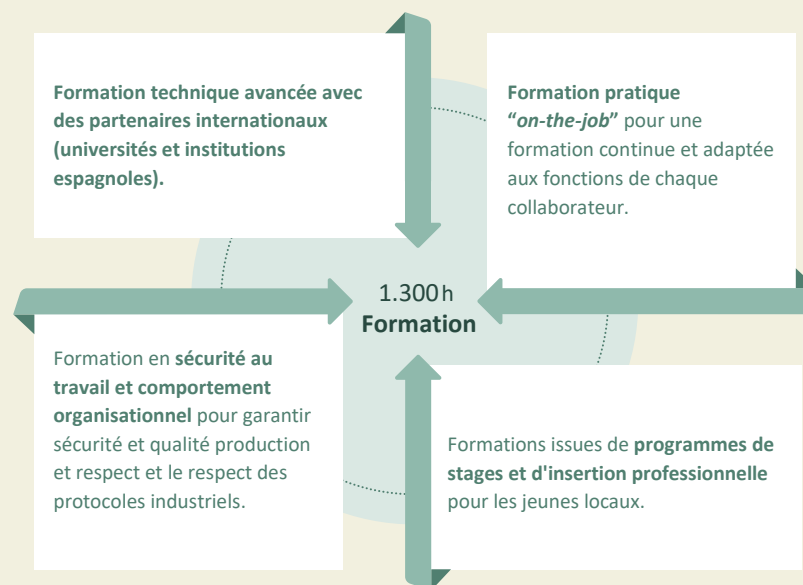 Formation technique avancée avec
des partenaires internationaux
(universités et institutions
espagnoles).
Formation pratique
“on-the-job” pour une
formation continue et adaptée
aux fonctions de chaque
collaborateur.
1.300 h
Formation
Formation en sécurité au
travail et comportement
organisationnel pour garantir
sécurité et qualité production
et respect et le respect des
protocoles industriels.
Formations issues de programmes de
stages et d'insertion professionnelle
pour les jeunes locaux.